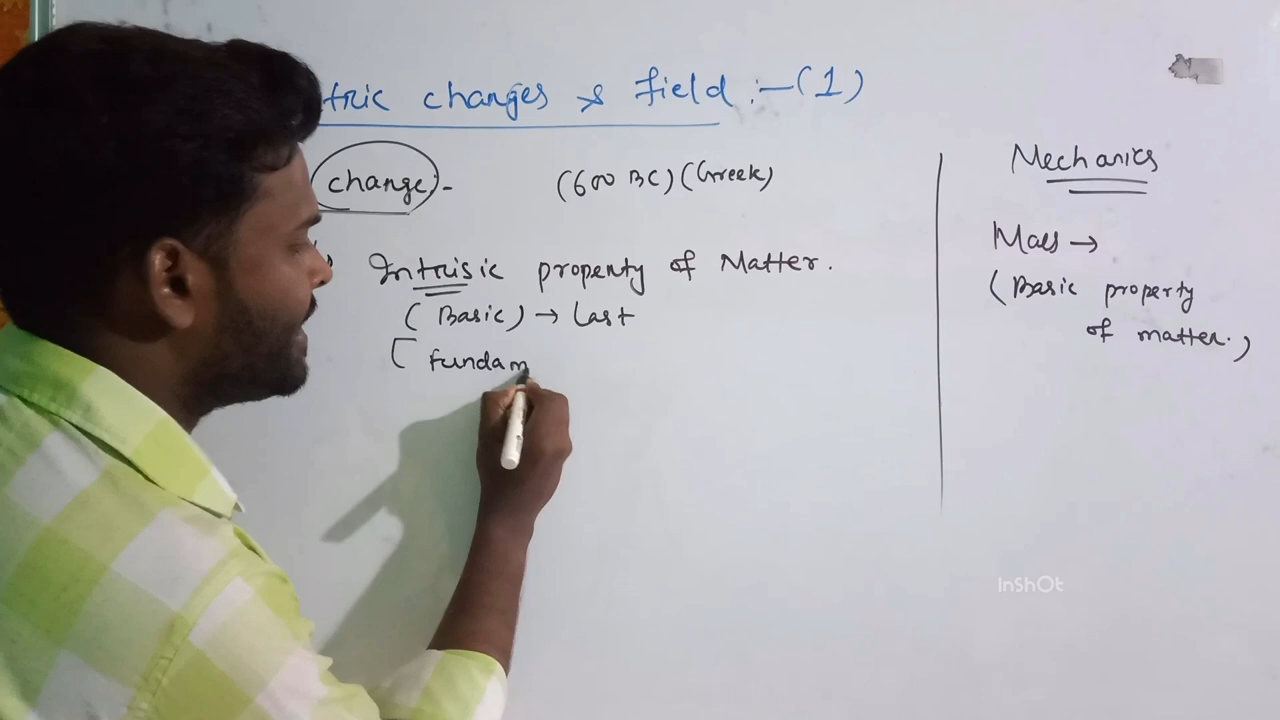 tric changes & field :- (1)
change) -
(600 BC) (Greek)
Intrisic property of Matter.
(Basic) → Last
[ fundam
Mechanics
Mass →
(Basic property
of matter.)
InShOt